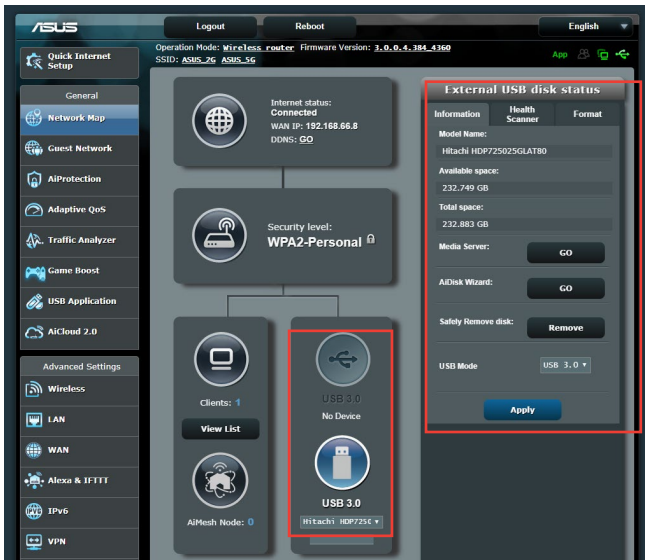 ASUS
Logout
Reboot
English
Quick Internet
Setup
Operation Mode: Wireless router Firmware Version: 3.0.0.4.384_4360
SSID: ASUS_2G ASUS_5G
App
General
Network Map
Guest Network
AiProtection
Adaptive QoS
Traffic Analyzer
Game Boost
USB Application
AiCloud 2.0
Advanced Settings
Wireless
LAN
WAN
Alexa & IFTTT
IPv6
VPN
Internet status:
Connected
WAN IP: 192.168.66.8
DDNS: GO
Security level:
WPA2-Personal
Clients: 1
View List
AiMesh Node: 0
USB 3.0
No Device
USB 3.0
Hitachi HDP725C
External USB disk status
Information
Health
Scanner
Format
Model Name:
Hitachi HDP725025GLAT80
Available space:
232.749 GB
Total space:
232.883 GB
Media Server:
GO
AiDisk Wizard:
GO
Safely Remove disk:
Remove
USB Mode
USB 3.0
Apply